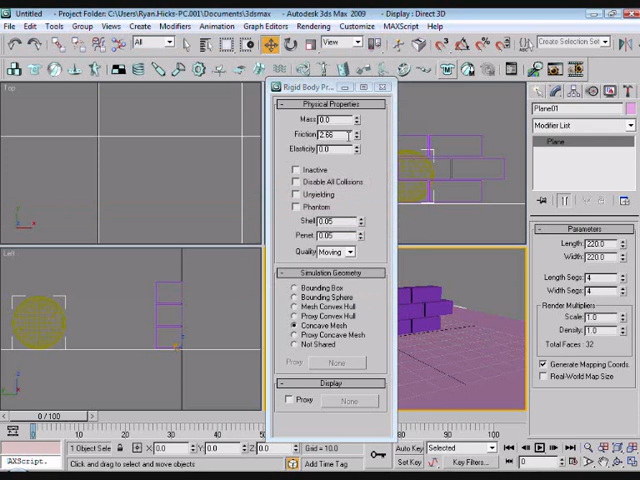 Untitled - Project Folder: C:\Users\Ryan.Hicks-PC.001\Documents\3dsmax - Autodesk 3ds Max 2009 - Display : Direct 3D
File Edit Tools Group Views Create Modifiers Animation Graph Editors Rendering Customize MAXScript Help
All View Create Selection Set
Top
Rigid Body Pr...
Physical Properties
Mass 0.0
Friction 2.66
Elasticity 0.0
Inactive
Disable All Collisions
Unyielding
Phantom
Shell 0.05
Penet. 0.05
Quality Moving
Simulation Geometry
Bounding Box
Bounding Sphere
Mesh Convex Hull
Proxy Convex Hull
Concave Mesh
Proxy Concave Mesh
Not Shared
Proxy None
Display
Proxy None
Left
Plane01
Modifier List
Plane
Parameters
Length: 220.0
Width: 220.0
Length Segs: 4
Width Segs: 4
Render Multipliers
Scale: 1.0
Density: 1.0
Total Faces : 32
Generate Mapping Coords.
Real-World Map Size
0 / 100
0 10 20 30 80 90 100
1 Object Sele X: 0.0 Y: 0.0 Z: 0.0 Grid = 10.0 Auto Key Selected
AXScript. Click and drag to select and move objects Add Time Tag Set Key Key Filters... 0